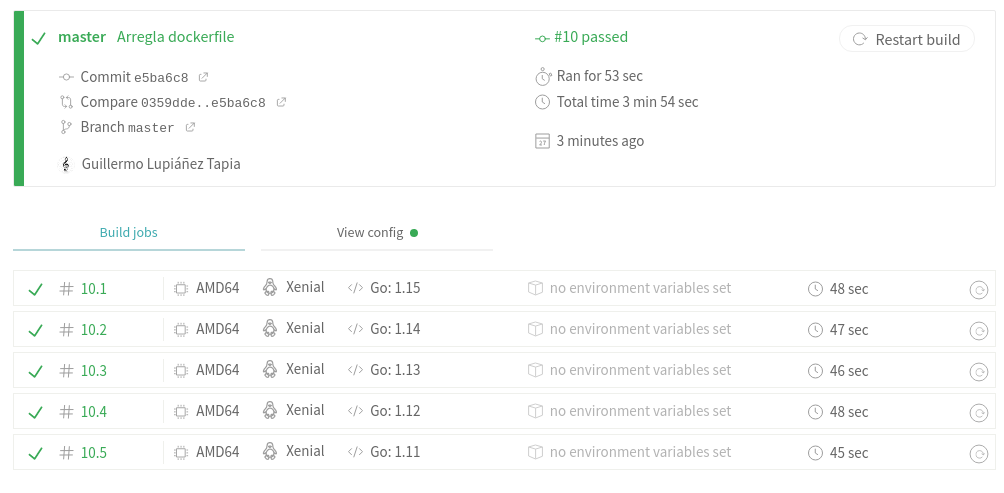 master Arregla dockerfile
#10 passed
Restart build
Commit e5ba6c8
Ran for 53 sec
Compare 0359dde..e5ba6c8
Total time 3 min 54 sec
Branch master
3 minutes ago
Guillermo Lupiáñez Tapia
Build jobs
View config
# 10.1 AMD64 Xenial </> Go: 1.15 no environment variables set 48 sec
# 10.2 AMD64 Xenial </> Go: 1.14 no environment variables set 47 sec
# 10.3 AMD64 Xenial </> Go: 1.13 no environment variables set 46 sec
# 10.4 AMD64 Xenial </> Go: 1.12 no environment variables set 48 sec
# 10.5 AMD64 Xenial </> Go: 1.11 no environment variables set 45 sec